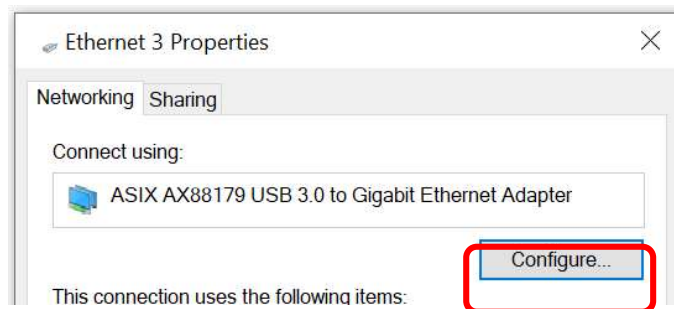 Ethernet 3 Properties
Networking Sharing
Connect using:
ASIX AX88179 USB 3.0 to Gigabit Ethernet Adapter
Configure...
This connection uses the following items: